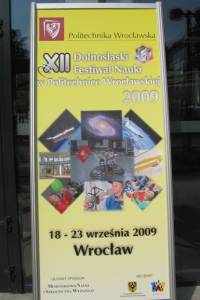 Politechnika Wrocławska
XII Dolnośląski
Festiwal Nauki
w Politechnice Wrocławskiej
2009
18 - 23 września 2009
Wrocław